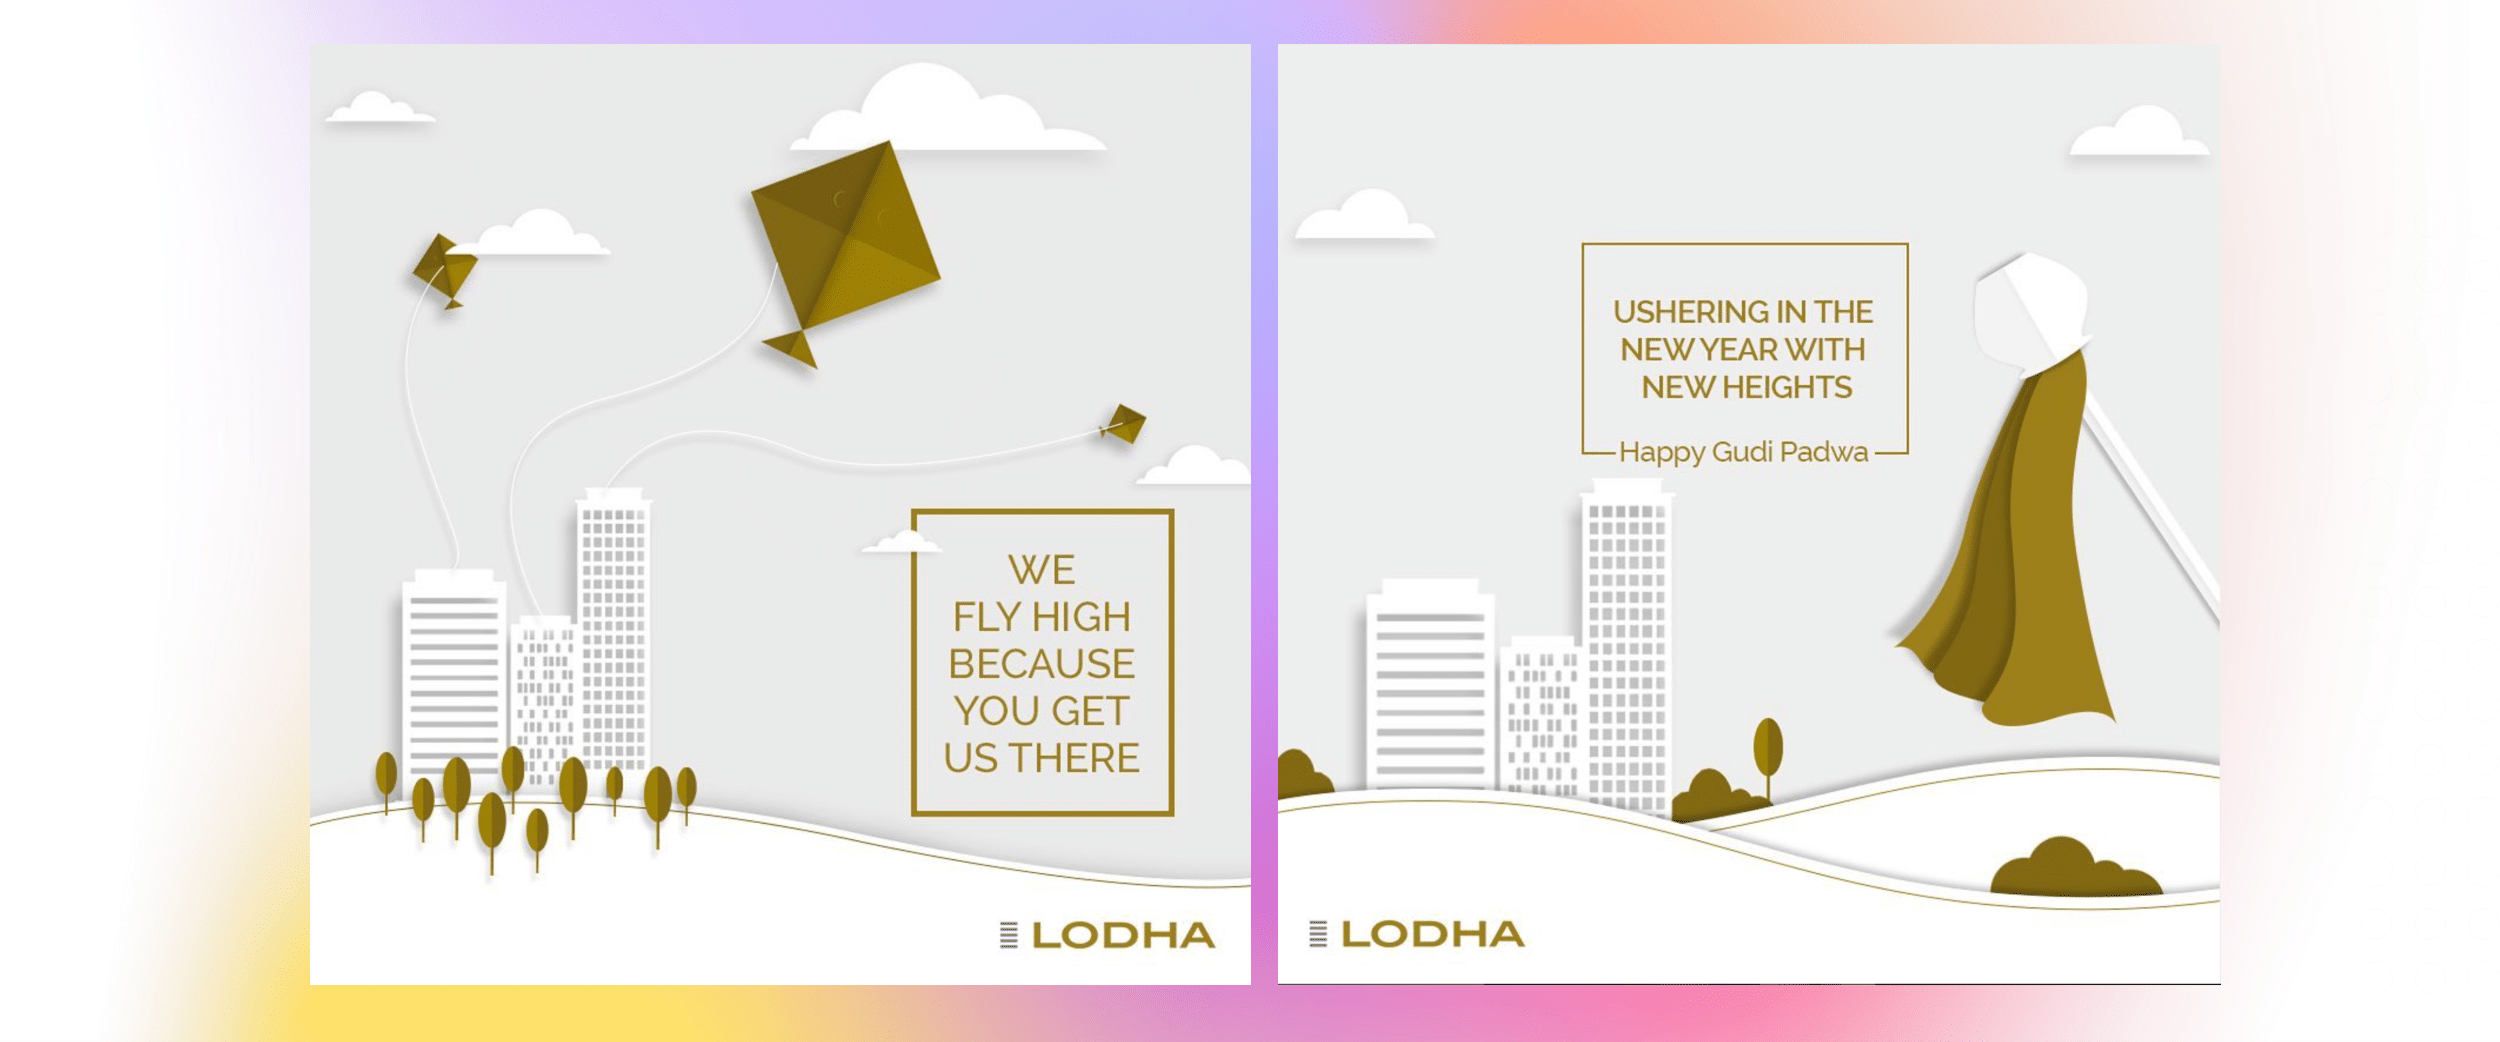 WE
FLY HIGH
BECAUSE
YOU GET
US THERE
LODHA
USHERING IN THE
NEW YEAR WITH
NEW HEIGHTS
Happy Gudi Padwa
LODHA